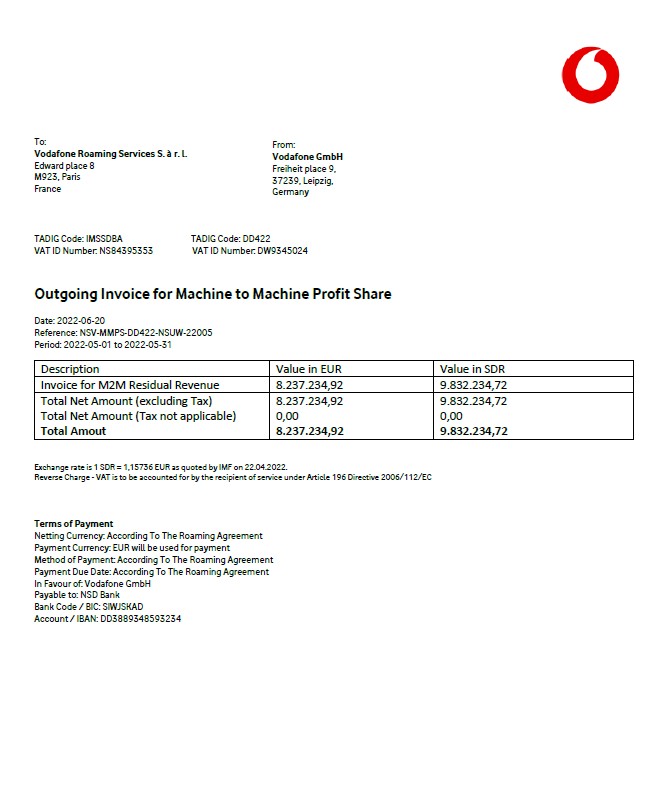 To:
Vodafone Roaming Services S. à r. l.
Edward place 8
M923, Paris
France
From:
Vodafone GmbH
Freiheit place 9,
37239, Leipzig,
Germany
TADIG Code: IMSSDBA TADIG Code: DD422
VAT ID Number: NS84395353 VAT ID Number: DW9345024
Outgoing Invoice for Machine to Machine Profit Share
Date: 2022-06-20
Reference: NSV-MMPS-DD422-NSUW-22005
Period: 2022-05-01 to 2022-05-31
Description Value in EUR Value in SDR
Invoice for M2M Residual Revenue 8.237.234,92 9.832.234,72
Total Net Amount (excluding Tax) 8.237.234,92 9.832.234,72
Total Net Amount (Tax not applicable) 0,00 0,00
Total Amout 8.237.234,92 9.832.234,72
Exchange rate is 1 SDR = 1,15736 EUR as quoted by IMF on 22.04.2022.
Reverse Charge - VAT is to be accounted for by the recipient of service under Article 196 Directive 2006/112/EC
Terms of Payment
Netting Currency: According To The Roaming Agreement
Payment Currency: EUR will be used for payment
Method of Payment: According To The Roaming Agreement
Payment Due Date: According To The Roaming Agreement
In Favour of: Vodafone GmbH
Payable to: NSD Bank
Bank Code / BIC: SIWJSKAD
Account / IBAN: DD3889348593234